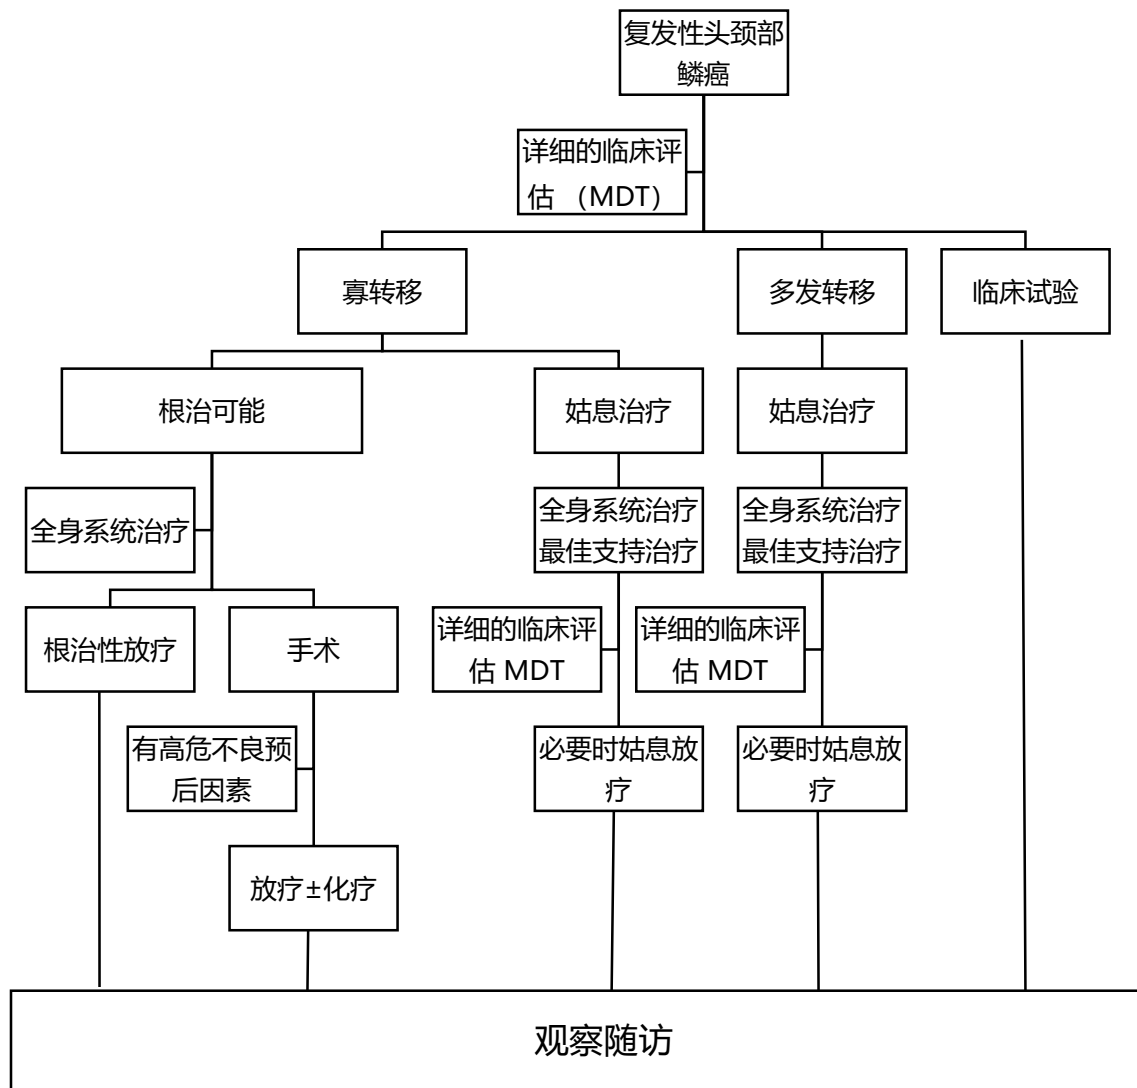 复发性头颈部
鳞癌
详细的临床评
估 （MDT）
寡转移
多发转移
临床试验
根治可能
姑息治疗
姑息治疗
全身系统治疗
全身系统治疗
最佳支持治疗
全身系统治疗
最佳支持治疗
根治性放疗
手术
详细的临床评
估 MDT
详细的临床评
估 MDT
有高危不良预
后因素
必要时姑息放
疗
必要时姑息放
疗
放疗±化疗
观察随访